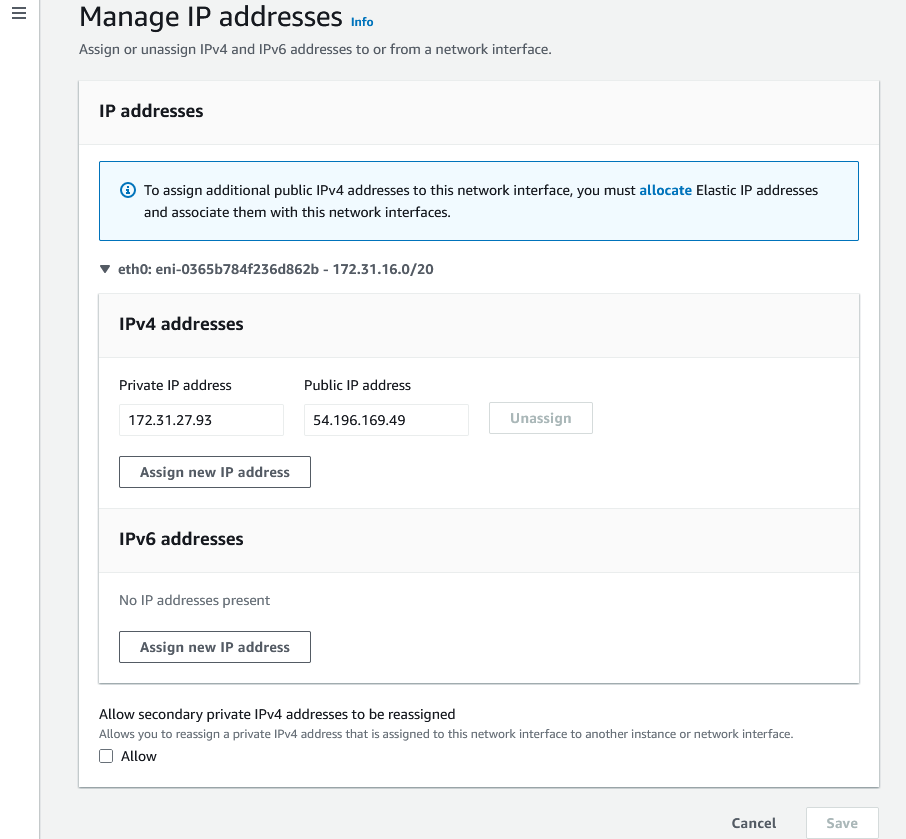 Manage IP addresses Info
Assign or unassign IPv4 and IPv6 addresses to or from a network interface.
IP addresses
To assign additional public IPv4 addresses to this network interface, you must allocate Elastic IP addresses
and associate them with this network interfaces.
eth0: eni-0365b784f236d862b - 172.31.16.0/20
IPv4 addresses
Private IP address Public IP address
172.31.27.93 54.196.169.49 Unassign
Assign new IP address
IPv6 addresses
No IP addresses present
Assign new IP address
Allow secondary private IPv4 addresses to be reassigned
Allows you to reassign a private IPv4 address that is assigned to this network interface to another instance or network interface.
Allow
Cancel Save